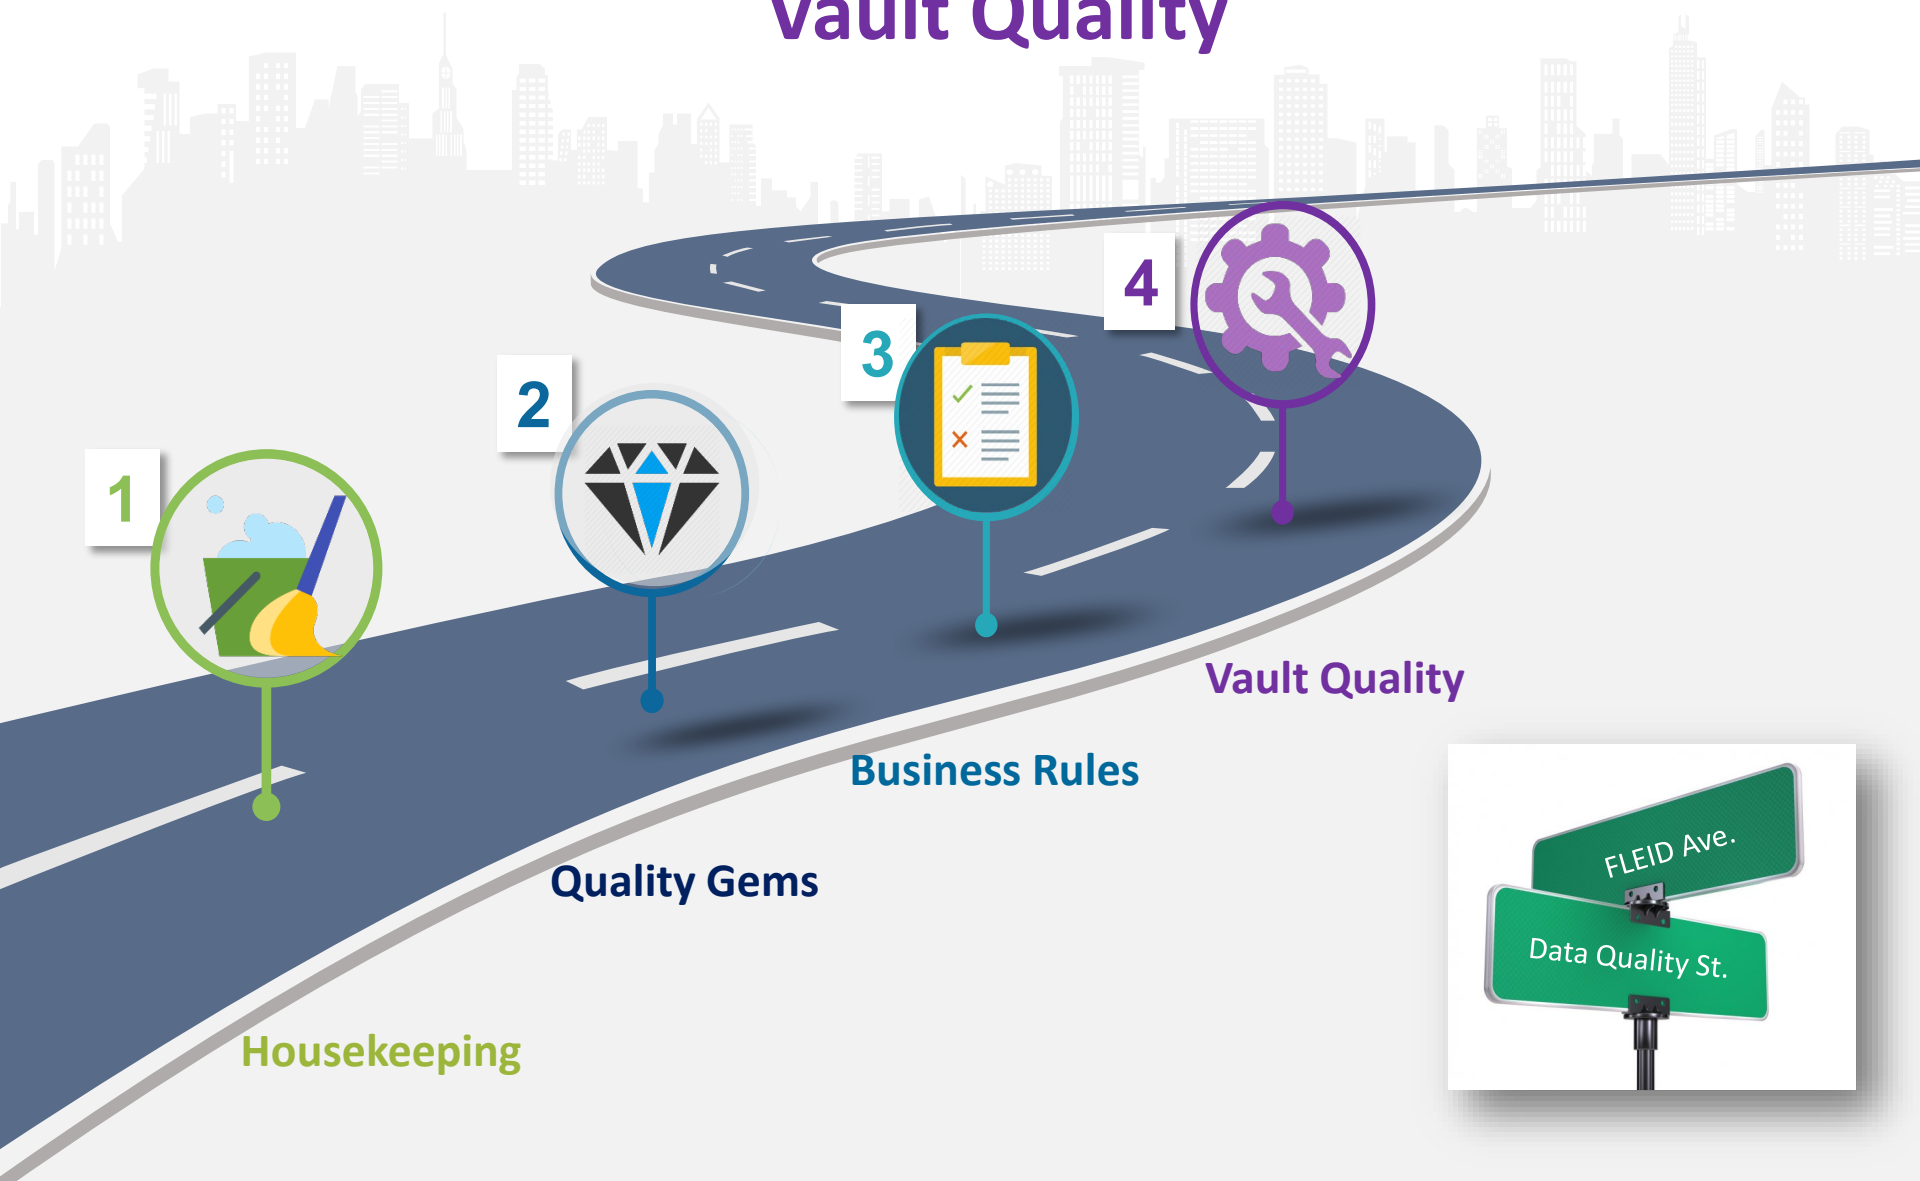 Vault Quality
4
3
2
1
Vault Quality
Business Rules
Quality Gems
Housekeeping
FLEID Ave.
Data Quality St.